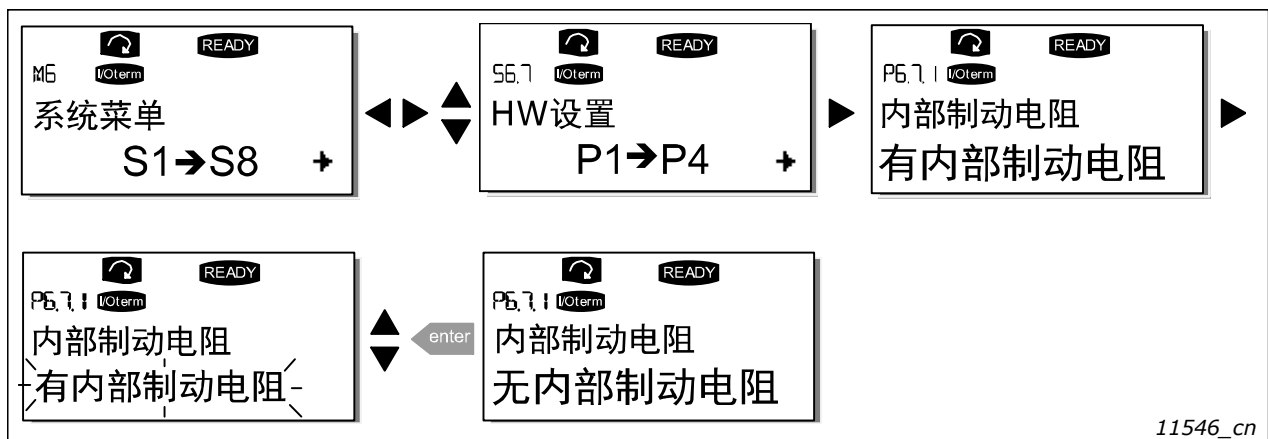 READY
M6 I/Oterm
系统菜单
S1➔S8
READY
S6.7 I/Oterm
HW设置
P1➔P4
READY
P6.7.1 I/Oterm
内部制动电阻
有内部制动电阻
READY
P6.7.1 I/Oterm
内部制动电阻
有内部制动电阻
enter
READY
P6.7.1 I/Oterm
内部制动电阻
无内部制动电阻
11546_cn